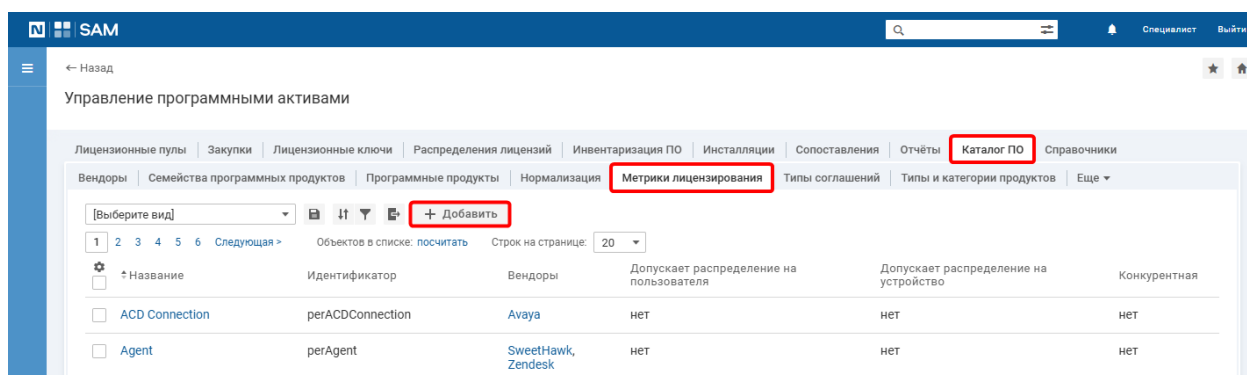 N SAM Специалист Выйти
← Назад
Управление программными активами
Лицензионные пулы Закупки Лицензионные ключи Распределения лицензий Инвентаризация ПО Инсталляции Сопоставления Отчёты Каталог ПО Справочники
Вендоры Семейства программных продуктов Программные продукты Нормализация Метрики лицензирования Типы соглашений Типы и категории продуктов Еще
[Выберите вид] + Добавить
1 2 3 4 5 6 Следующая > Объектов в списке: посчитать Строк на странице: 20
Название Идентификатор Вендоры Допускает распределение на пользователя Допускает распределение на устройство Конкурентная
ACD Connection perACDConnection Avaya нет нет нет
Agent perAgent SweetHawk, Zendesk нет нет нет